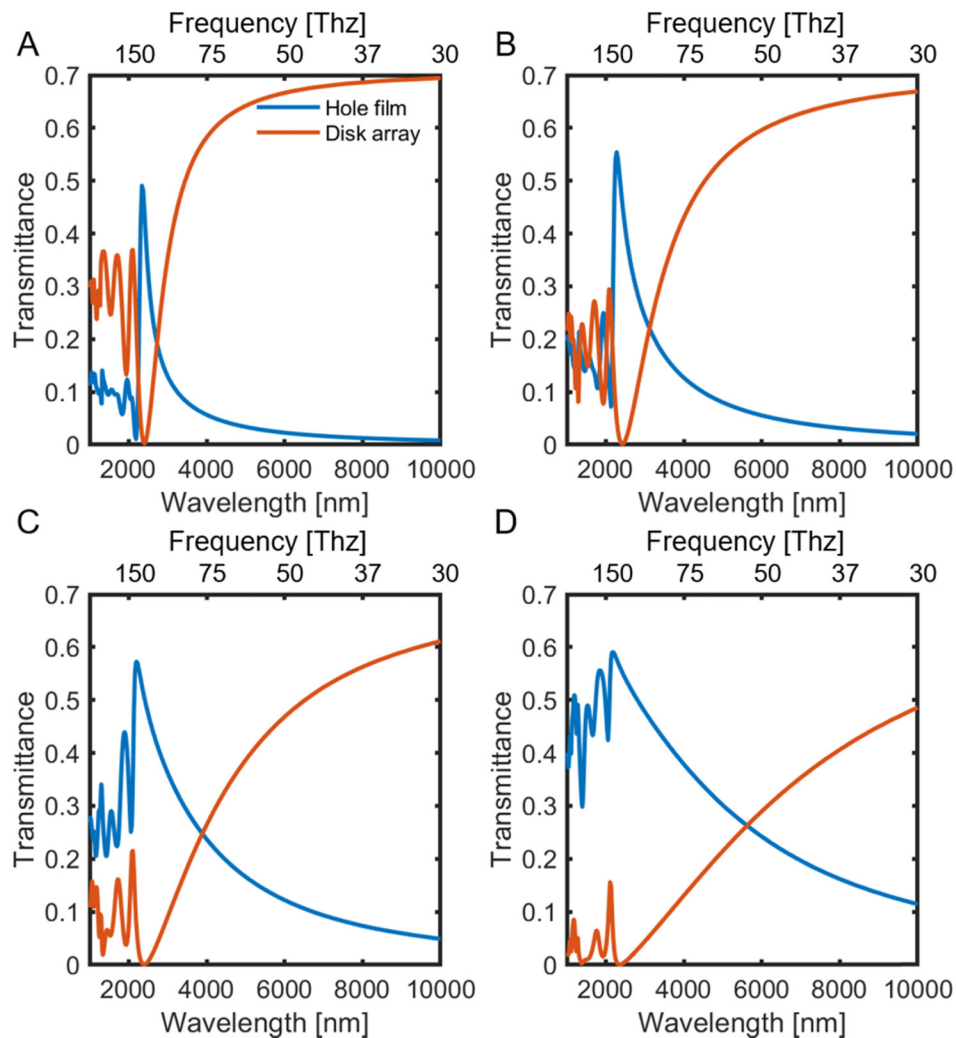 A
Frequency [Thz]
150 75 50 37 30
0.7
0.6
0.5
0.4
0.3
0.2
0.1
0
Transmittance
Hole film
Disk array
2000 4000 6000 8000 10000
Wavelength [nm]
B
Frequency [Thz]
150 75 50 37 30
0.7
0.6
0.5
0.4
0.3
0.2
0.1
0
Transmittance
2000 4000 6000 8000 10000
Wavelength [nm]
C
Frequency [Thz]
150 75 50 37 30
0.7
0.6
0.5
0.4
0.3
0.2
0.1
0
Transmittance
2000 4000 6000 8000 10000
Wavelength [nm]
D
Frequency [Thz]
150 75 50 37 30
0.7
0.6
0.5
0.4
0.3
0.2
0.1
0
Transmittance
2000 4000 6000 8000 10000
Wavelength [nm]